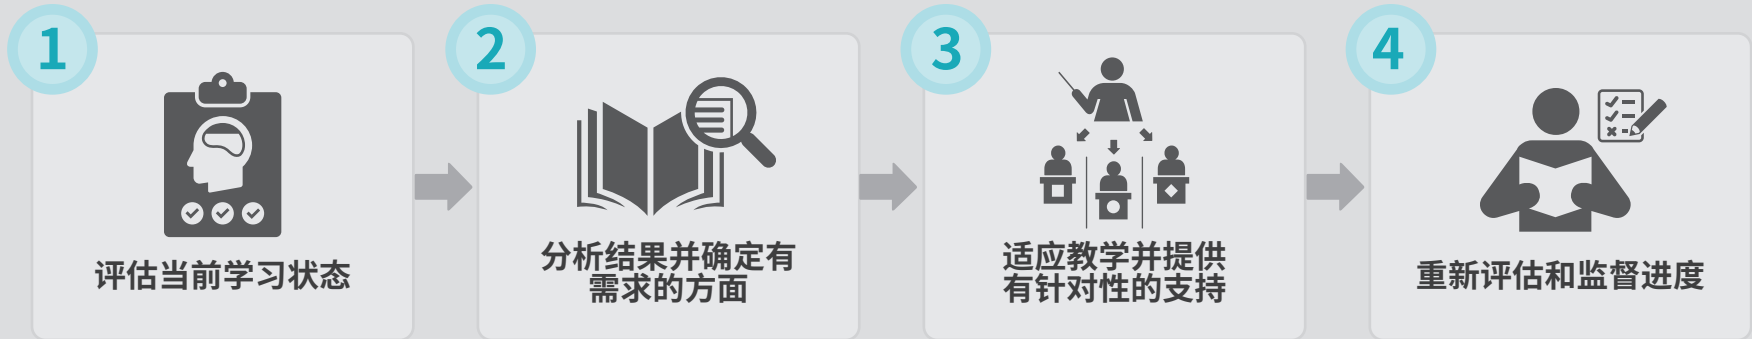 1
评估当前学习状态
2
分析结果并确定有
需求的方面
3
适应教学并提供
有针对性的支持
4
重新评估和监督进度